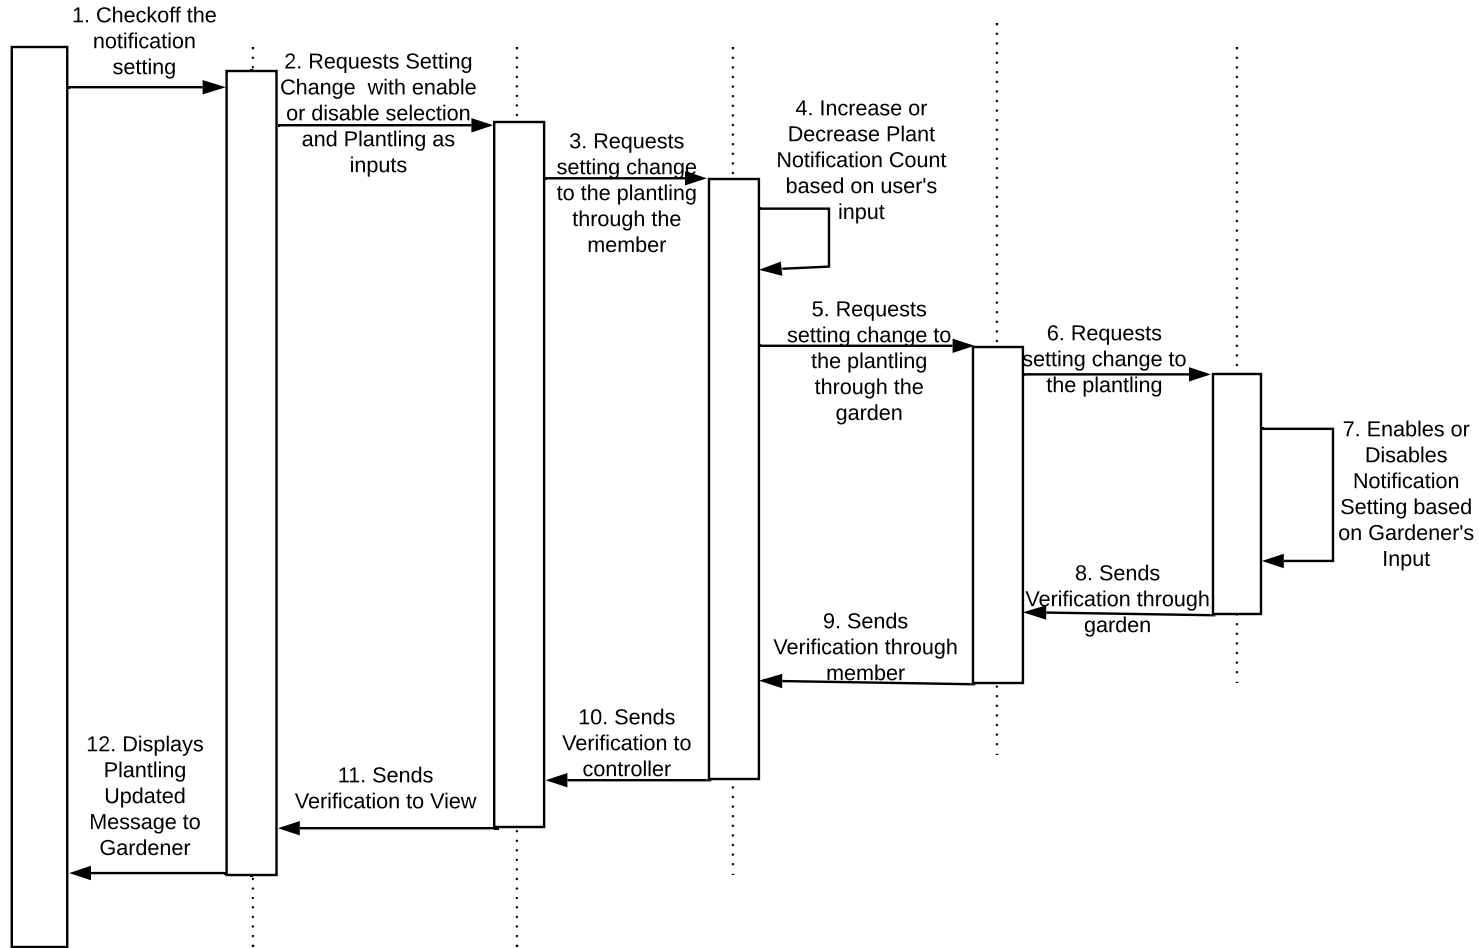 1. Checkoff the
notification
setting
2. Requests Setting
Change  with enable
or disable selection
and Plantling as
inputs
3. Requests
setting change
to the plantling
through the
member
4. Increase or
Decrease Plant
Notification Count
based on user's
input
5. Requests
setting change to
the plantling
through the
garden
6. Requests
setting change to
the plantling
7. Enables or
Disables
Notification
Setting based
on Gardener's
Input
8. Sends
Verification through
garden
9. Sends
Verification through
member
10. Sends
Verification to
controller
11. Sends
Verification to View
12. Displays
Plantling
Updated
Message to
Gardener